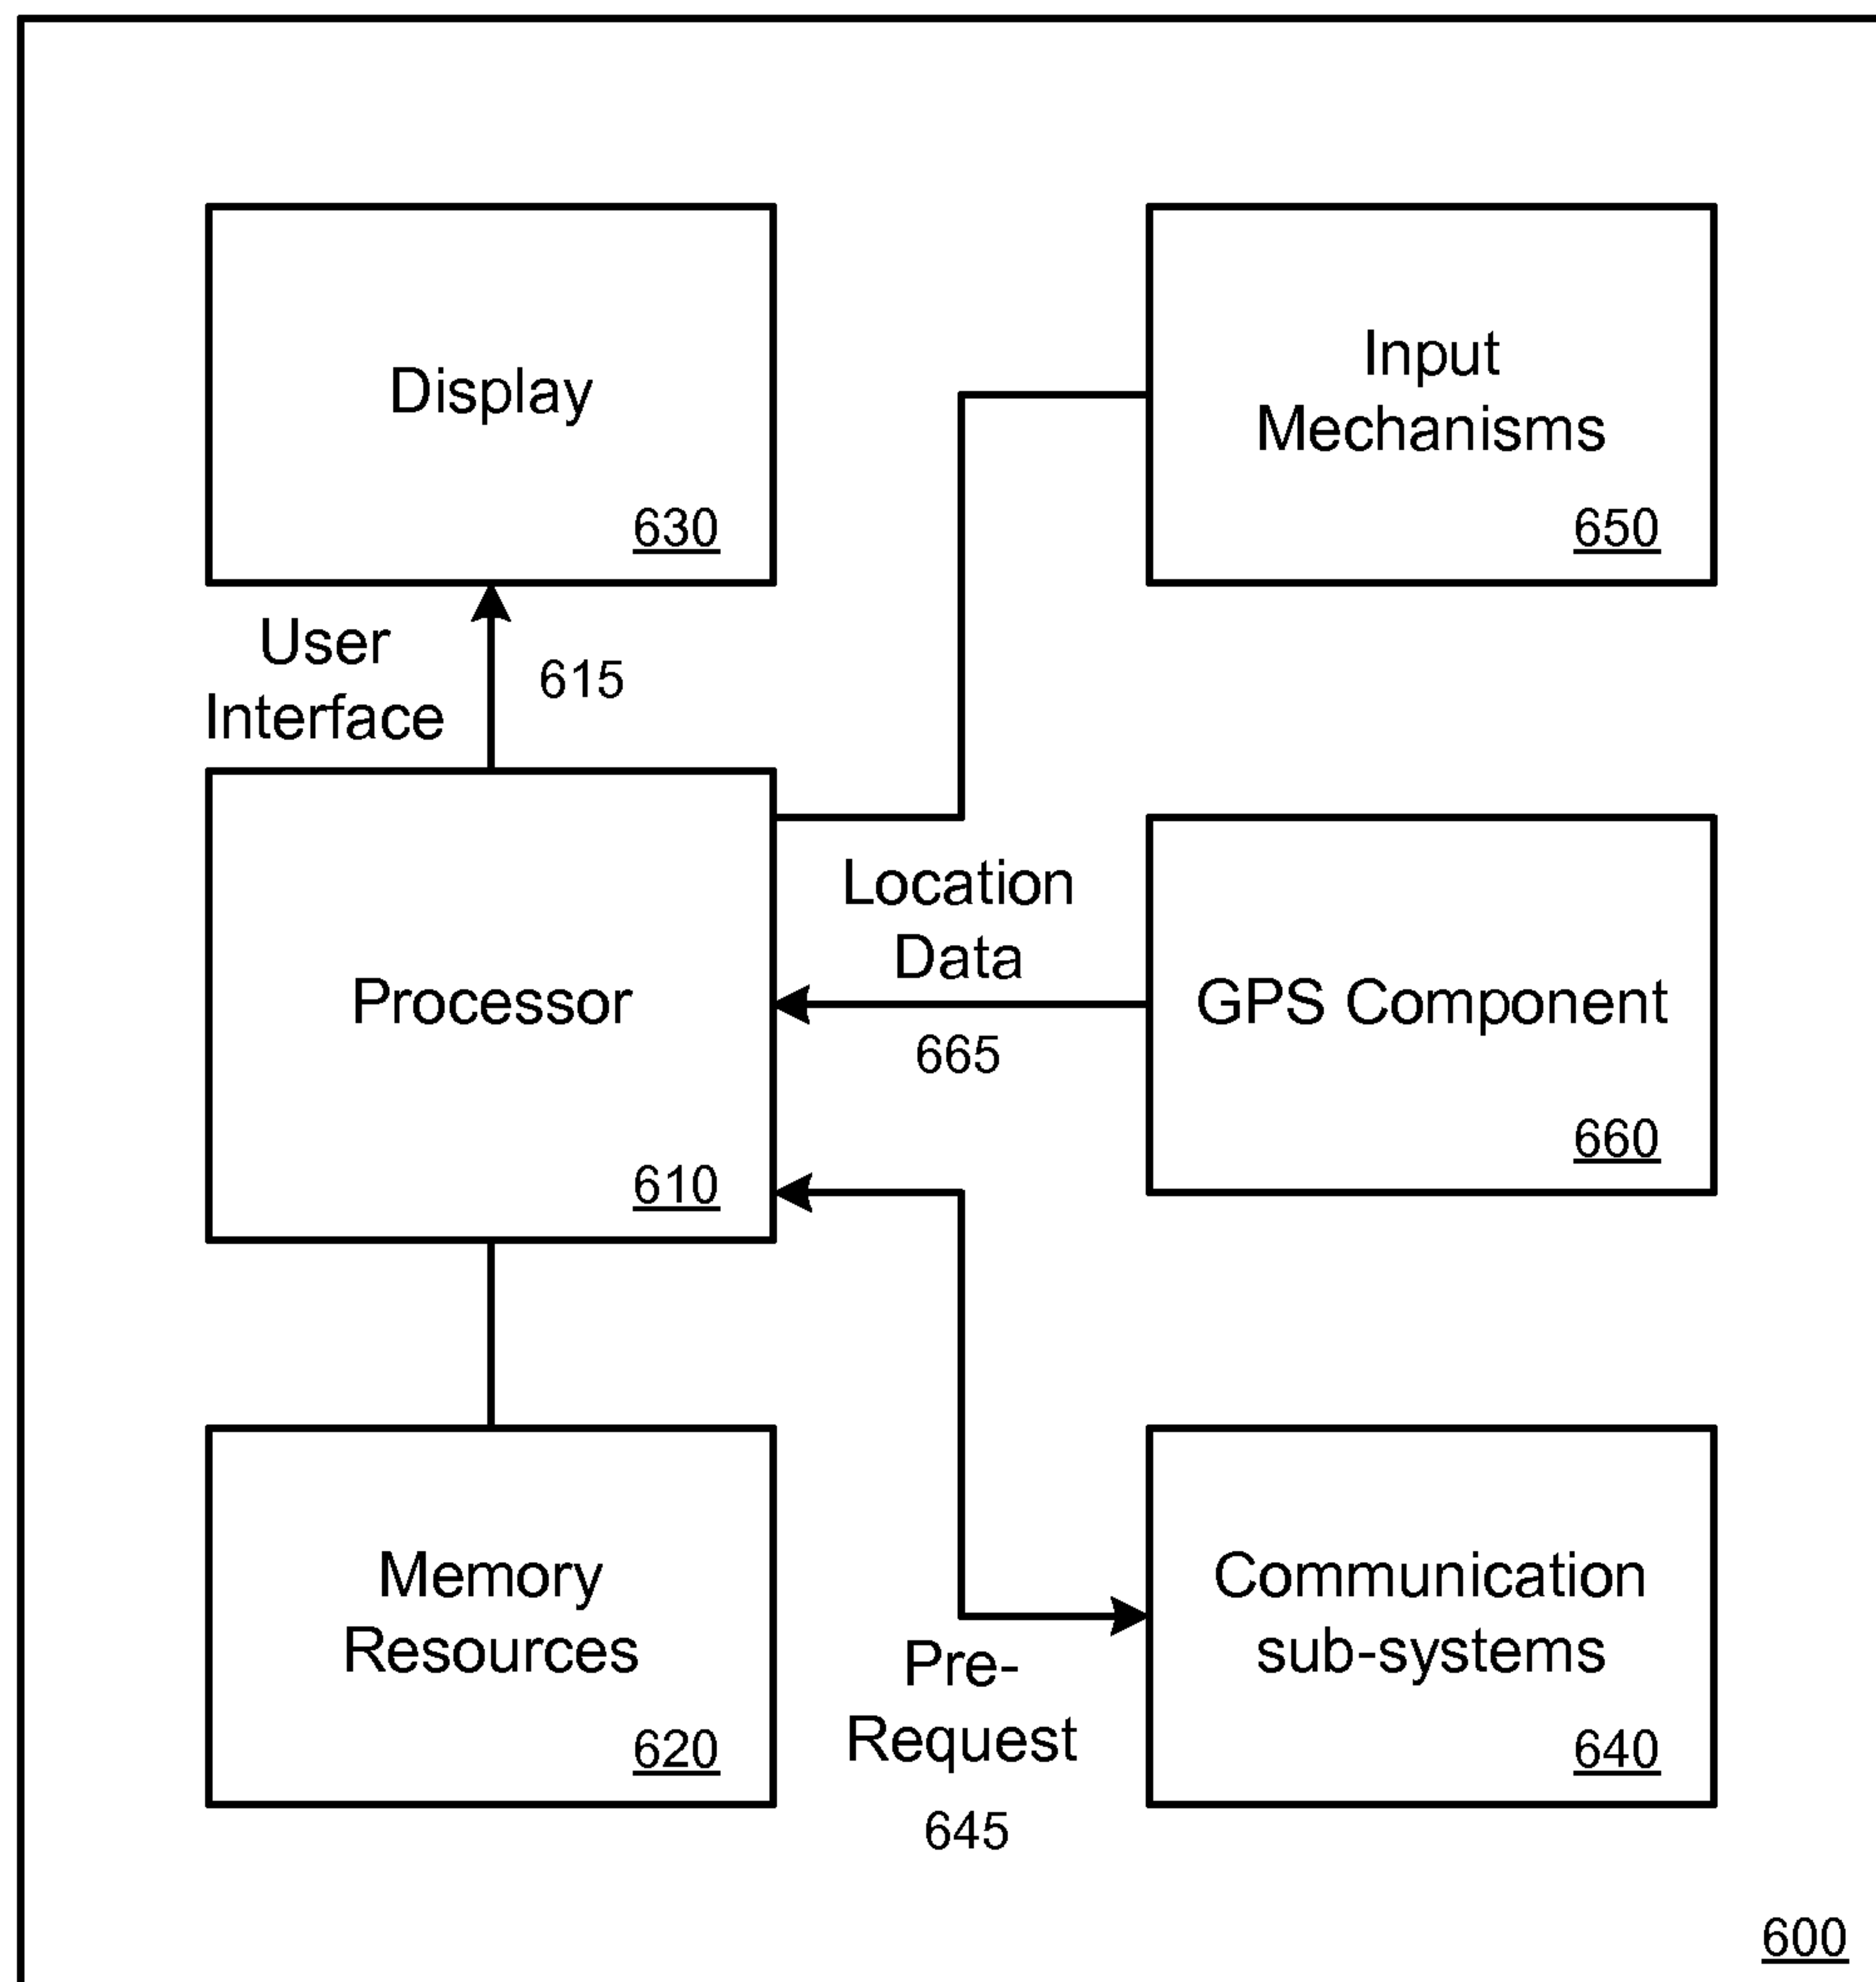 Display
630
Input
Mechanisms
650
User
Interface
615
Processor
610
Location
Data
665
GPS Component
660
Memory
Resources
620
Pre-
Request
645
Communication
sub-systems
640
600